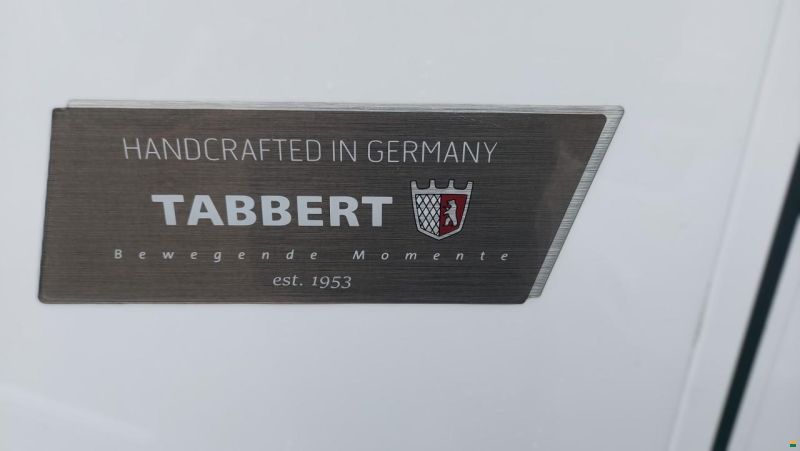 HANDCRAFTED IN GERMANY
TABBERT
Bewegende Momente
est. 1953